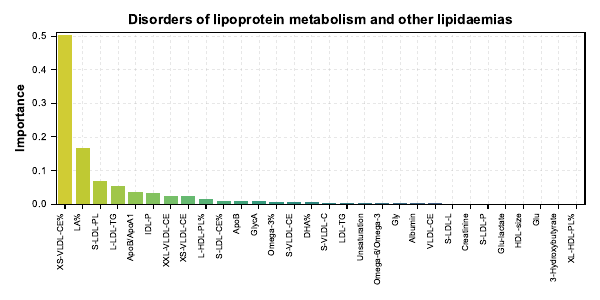 Disorders of lipoprotein metabolism and other lipidaemias
Importance
0.5
0.4
0.3
0.2
0.1
0.0
XS-VLDL-CE%
LA%
S-LDL-PL
L-LDL-TG
ApoB/ApoA1
IDL-P
XXL-VLDL-CE
XS-VLDL-CE
L-HDL-PL%
S-LDL-CE%
ApoB
GlycA
Omega-3%
S-VLDL-CE
DHA%
S-VLDL-C
LDL-TG
Unsaturation
Omega-6/Omega-3
Gly
Albumin
VLDL-CE
S-LDL-L
Creatinine
S-LDL-P
Glu-lactate
HDL-size
Glu
3-Hydroxybutyrate
XL-HDL-PL%